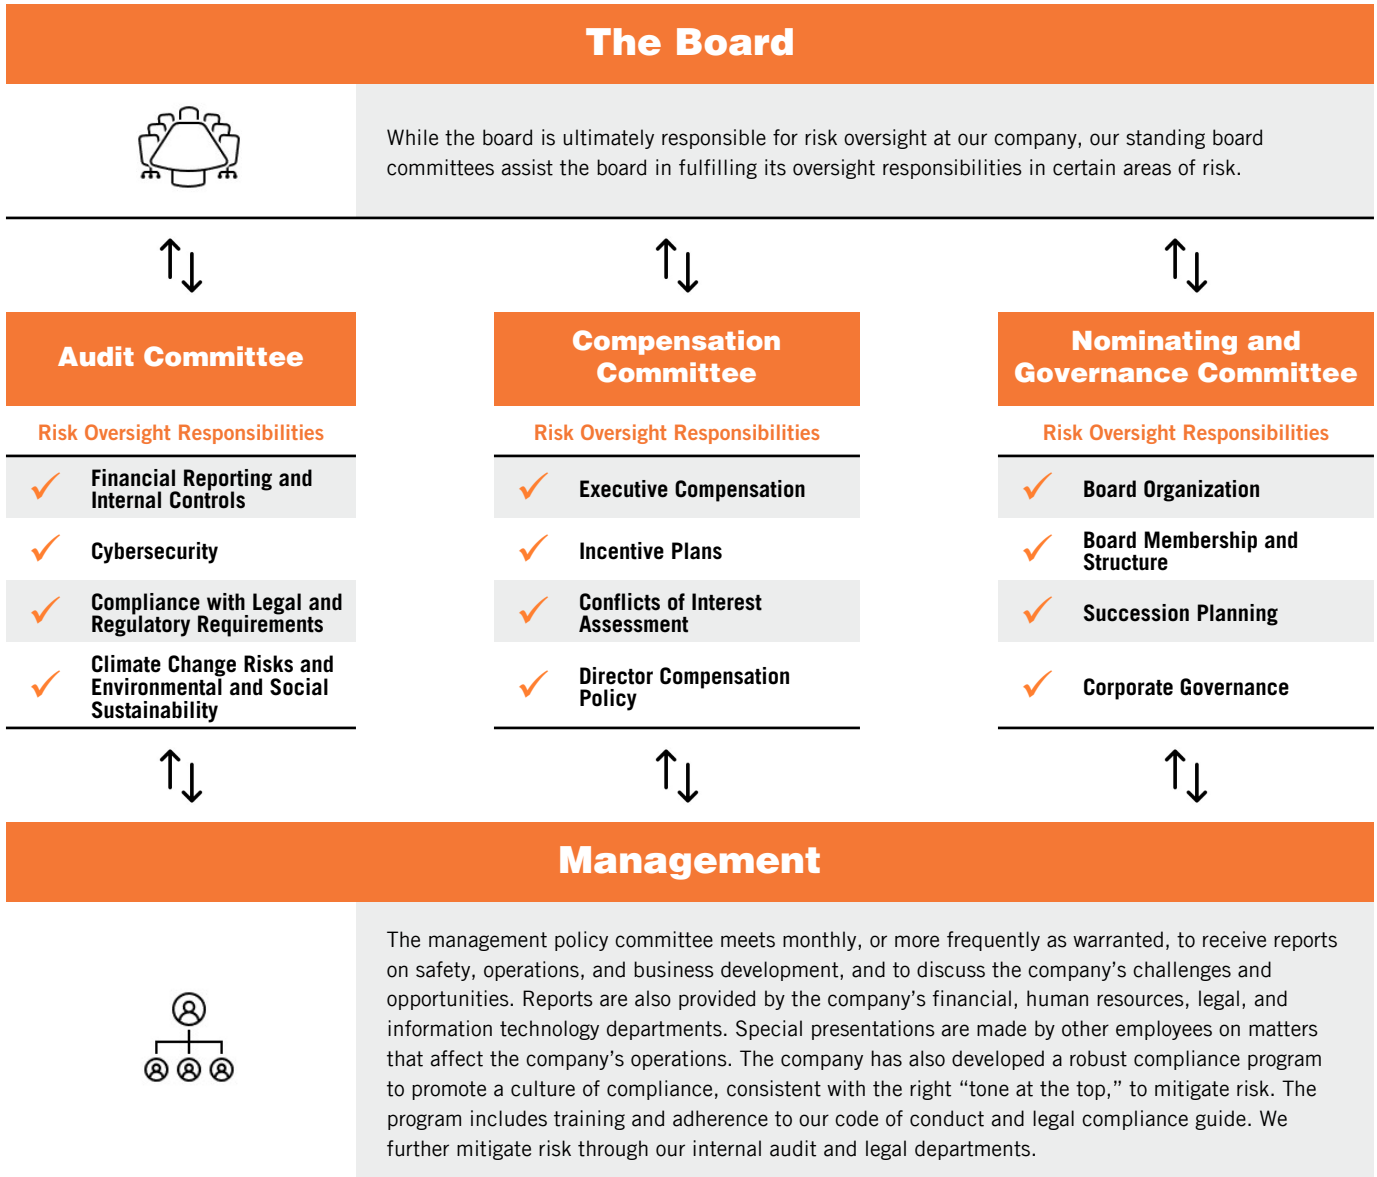 The Board
While the board is ultimately responsible for risk oversight at our company, our standing board
committees assist the board in fulfilling its oversight responsibilities in certain areas of risk.
Audit Committee
Risk Oversight Responsibilities
Financial Reporting and
Internal Controls
Cybersecurity
Compliance with Legal and
Regulatory Requirements
Climate Change Risks and
Environmental and Social
Sustainability
Compensation
Committee
Risk Oversight Responsibilities
Executive Compensation
Incentive Plans
Conflicts of Interest
Assessment
Director Compensation
Policy
Nominating and
Governance Committee
Risk Oversight Responsibilities
Board Organization
Board Membership and
Structure
Succession Planning
Corporate Governance
Management
The management policy committee meets monthly, or more frequently as warranted, to receive reports
on safety, operations, and business development, and to discuss the company’s challenges and
opportunities. Reports are also provided by the company’s financial, human resources, legal, and
information technology departments. Special presentations are made by other employees on matters
that affect the company’s operations. The company has also developed a robust compliance program
to promote a culture of compliance, consistent with the right “tone at the top,” to mitigate risk. The
program includes training and adherence to our code of conduct and legal compliance guide. We
further mitigate risk through our internal audit and legal departments.